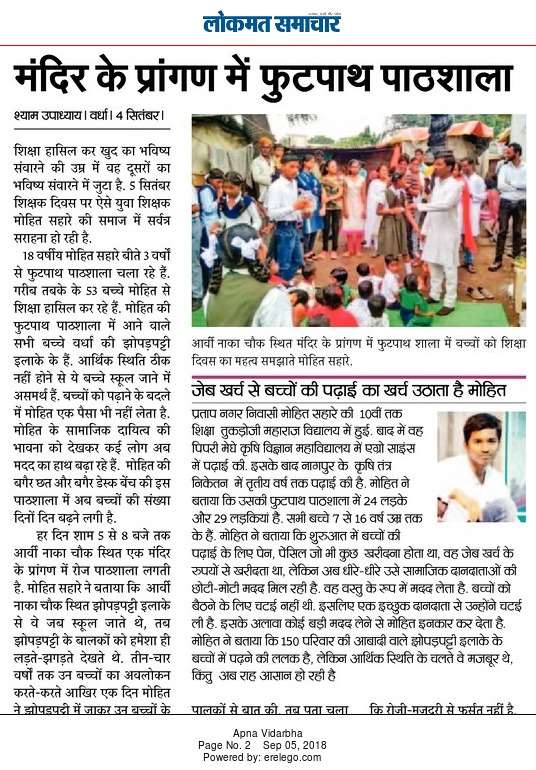 लोकमत समाचार
मंदिर के प्रांगण में फुटपाथ पाठशाला
श्याम उपाध्याय। वर्धा। 4 सितंबर।
शिक्षा हासिल कर खुद का भविष्य
संवारने की उम्र में वह दूसरों का
भविष्य संवारने में जुटा है. 5 सितंबर
शिक्षक दिवस पर ऐसे युवा शिक्षक
मोहित सहारे की समाज में सर्वत्र
सराहना हो रही है.
18 वर्षीय मोहित सहारे बीते 3 वर्षों
से फुटपाथ पाठशाला चला रहे हैं.
गरीब तबके के 53 बच्चे मोहित से
शिक्षा हासिल कर रहे हैं. मोहित की
फुटपाथ पाठशाला में आने वाले
सभी बच्चे वर्धा की झोपड़पट्टी
इलाके के हैं. आर्थिक स्थिति ठीक
नहीं होने से ये बच्चे स्कूल जाने में
असमर्थ हैं. बच्चों को पढ़ाने के बदले
में मोहित एक पैसा भी नहीं लेता है.
मोहित के सामाजिक दायित्व की
भावना को देखकर कई लोग अब
मदद का हाथ बढ़ा रहे हैं. मोहित की
बगैर छत और बगैर डेस्क बेंच की इस
पाठशाला में अब बच्चों की संख्या
दिनों दिन बढ़ने लगी है.
हर दिन शाम 5 से 8 बजे तक
आर्वी नाका चौक स्थित एक मंदिर
के प्रांगण में रोज पाठशाला लगती
है. मोहित सहारे ने बताया कि आर्वी
नाका चौक स्थित झोपड़पट्टी इलाके
से वे जब स्कूल जाते थे, तब
झोपड़पट्टी के बालकों को हमेशा ही
लड़ते-झगड़ते देखते थे. तीन-चार
वर्षों तक उन बच्चों का अवलोकन
करते-करते आखिर एक दिन मोहित
ने झोपड़पट्टी में जाकर उन बच्चों के
आर्वी नाका चौक स्थित मंदिर के प्रांगण में फुटपाथ शाला में बच्चों को शिक्षा
दिवस का महत्व समझाते मोहित सहारे.
जेब खर्च से बच्चों की पढ़ाई का खर्च उठाता है मोहित
प्रताप नगर निवासी मोहित सहारे की 10वीं तक
शिक्षा तुकड़ोजी महाराज विद्यालय में हुई. बाद में वह
पिपरी मेघे कृषि विज्ञान महाविद्यालय में एग्रो साइंस
में पढ़ाई की. इसके बाद नागपुर के कृषि तंत्र
निकेतन में तृतीय वर्ष तक पढ़ाई की है. मोहित ने
बताया कि उसकी फुटपाथ पाठशाला में 24 लड़के
और 29 लड़कियां है. सभी बच्चे 7 से 16 वर्ष उम्र तक
के हैं. मोहित ने बताया कि शुरुआत में बच्चों की
पढ़ाई के लिए पेन, पेंसिल जो भी कुछ खरीदना होता था, वह जेब खर्च के
रुपयों से खरीदता था, लेकिन अब धीरे-धीरे उसे सामाजिक दानदाताओं की
छोटी-मोटी मदद मिल रही है. वह वस्तु के रूप में मदद लेता है. बच्चों को
बैठने के लिए चटई नहीं थी. इसलिए एक इच्छुक दानदाता से उन्होंने चटई
ली है. इसके अलावा कोई बड़ी मदद लेने से मोहित इनकार कर देता है.
मोहित ने बताया कि 150 परिवार की आबादी वाले झोपड़पट्टी इलाके के
बच्चों में पढ़ने की ललक है, लेकिन आर्थिक स्थिति के चलते वे मजबूर थे,
किंतु अब राह आसान हो रही है
पालकों से बात की. तब पता चला
कि रोजी-मजदूरी से फुर्सत नहीं है.
Apna Vidarbha
Page No. 2 Sep 05, 2018
Powered by: erelego.com